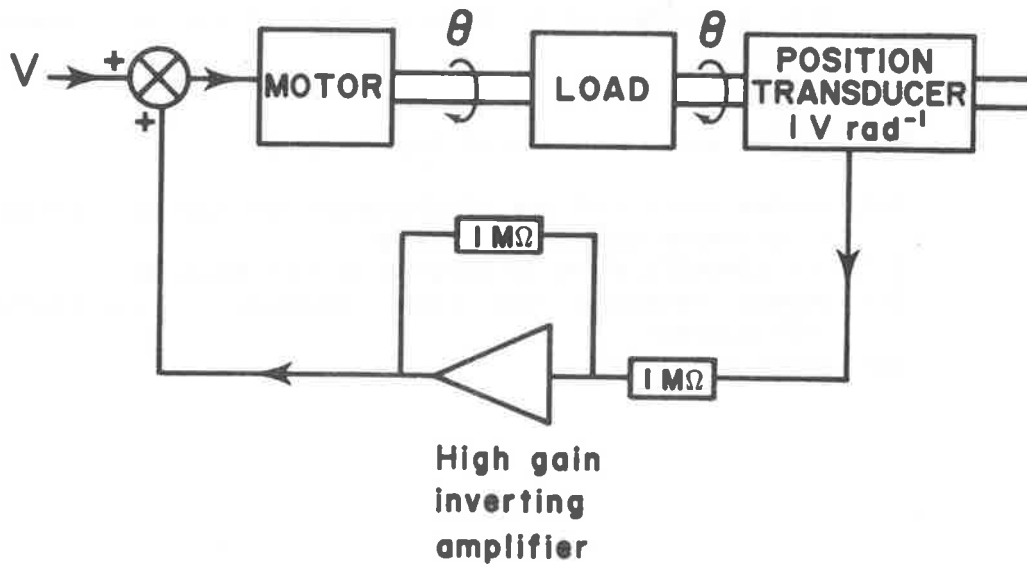 θ
θ
V
+
MOTOR
LOAD
POSITION
TRANSDUCER
1 V rad⁻¹
+
1 MΩ
1 MΩ
High gain
inverting
amplifier